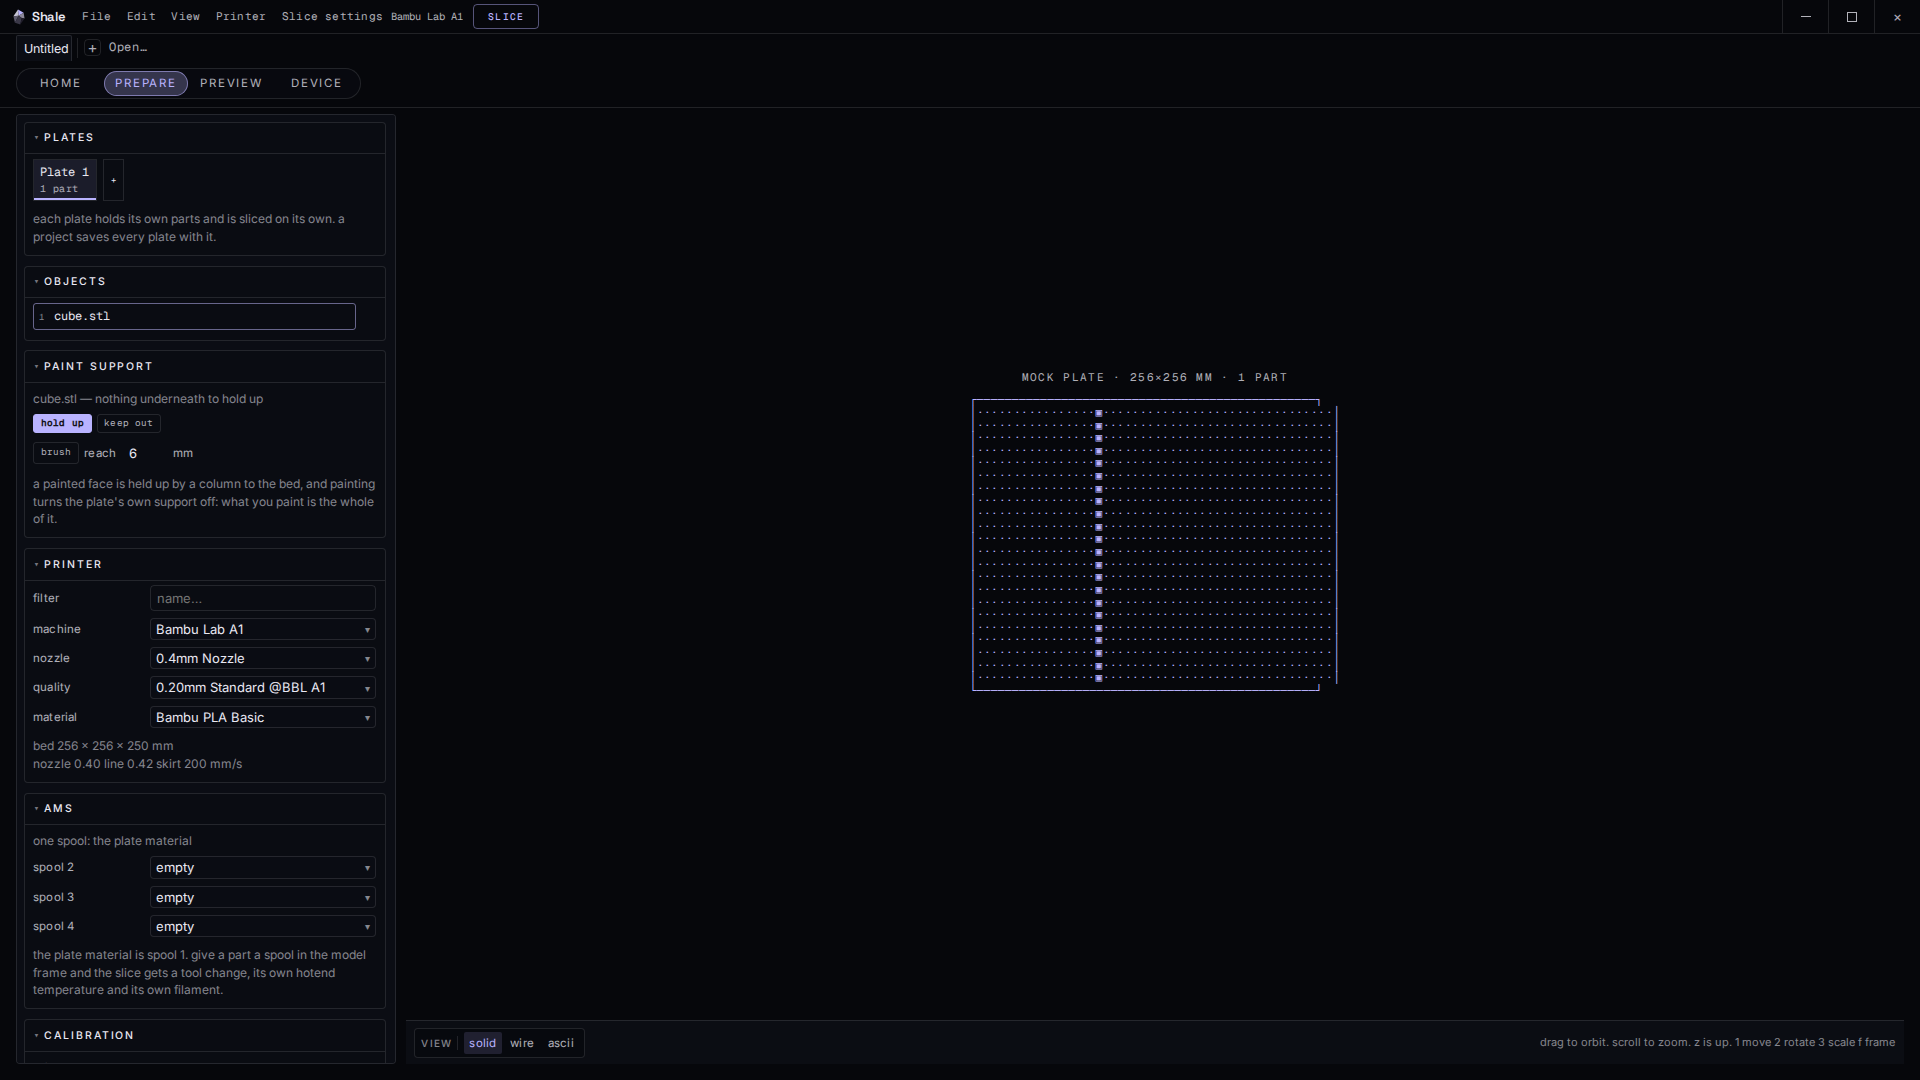 Shale File Edit View Printer Slice settings Bambu Lab A1 SLICE
Untitled + Open…
HOME PREPARE PREVIEW DEVICE
PLATES
Plate 1
1 part
+
each plate holds its own parts and is sliced on its own. a
project saves every plate with it.
OBJECTS
1 cube.stl
PAINT SUPPORT
cube.stl — nothing underneath to hold up
hold up keep out
brush reach 6 mm
a painted face is held up by a column to the bed, and painting
turns the plate's own support off: what you paint is the whole
of it.
PRINTER
filter name...
machine Bambu Lab A1
nozzle 0.4mm Nozzle
quality 0.20mm Standard @BBL A1
material Bambu PLA Basic
bed 256 × 256 × 250 mm
nozzle 0.40 line 0.42 skirt 200 mm/s
AMS
one spool: the plate material
spool 2 empty
spool 3 empty
spool 4 empty
the plate material is spool 1. give a part a spool in the model
frame and the slice gets a tool change, its own hotend
temperature and its own filament.
CALIBRATION
MOCK PLATE · 256×256 MM · 1 PART
VIEW solid wire ascii
drag to orbit. scroll to zoom. z is up. 1 move 2 rotate 3 scale f frame